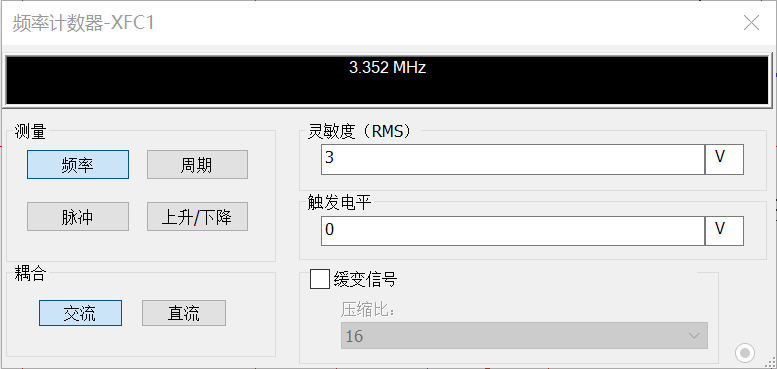 频率计数器-XFC1
3.352 MHz
测量
频率
周期
脉冲
上升/下降
耦合
交流
直流
灵敏度（RMS）
3
V
触发电平
0
V
缓变信号
压缩比:
16